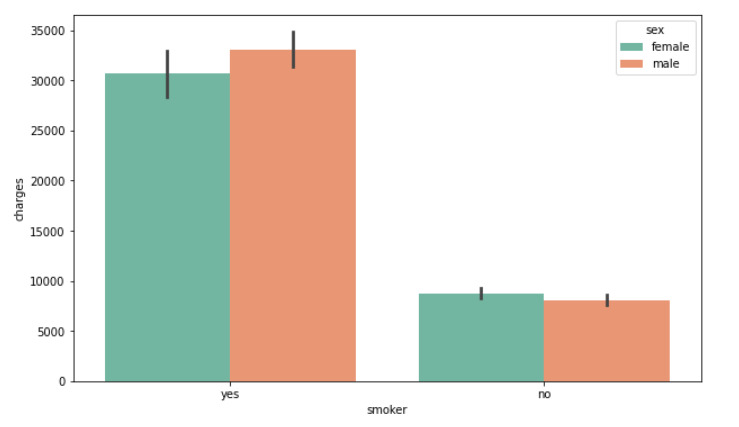 35000
30000
25000
20000
15000
10000
5000
0
charges
yes
no
smoker
sex
female
male